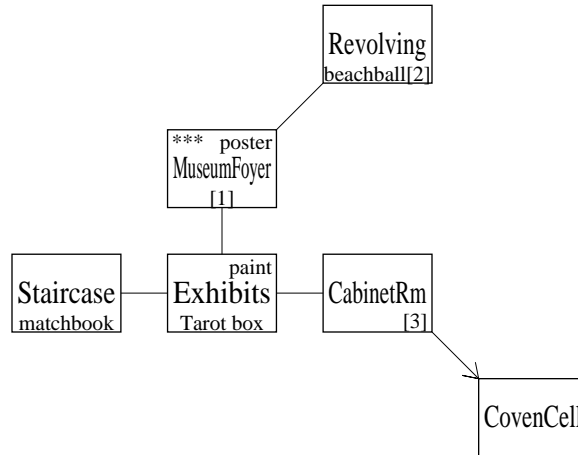 Revolving
beachball[2]
*** poster
MuseumFoyer
[1]
paint
Staircase
matchbook
Exhibits
Tarot box
CabinetRm
[3]
CovenCell